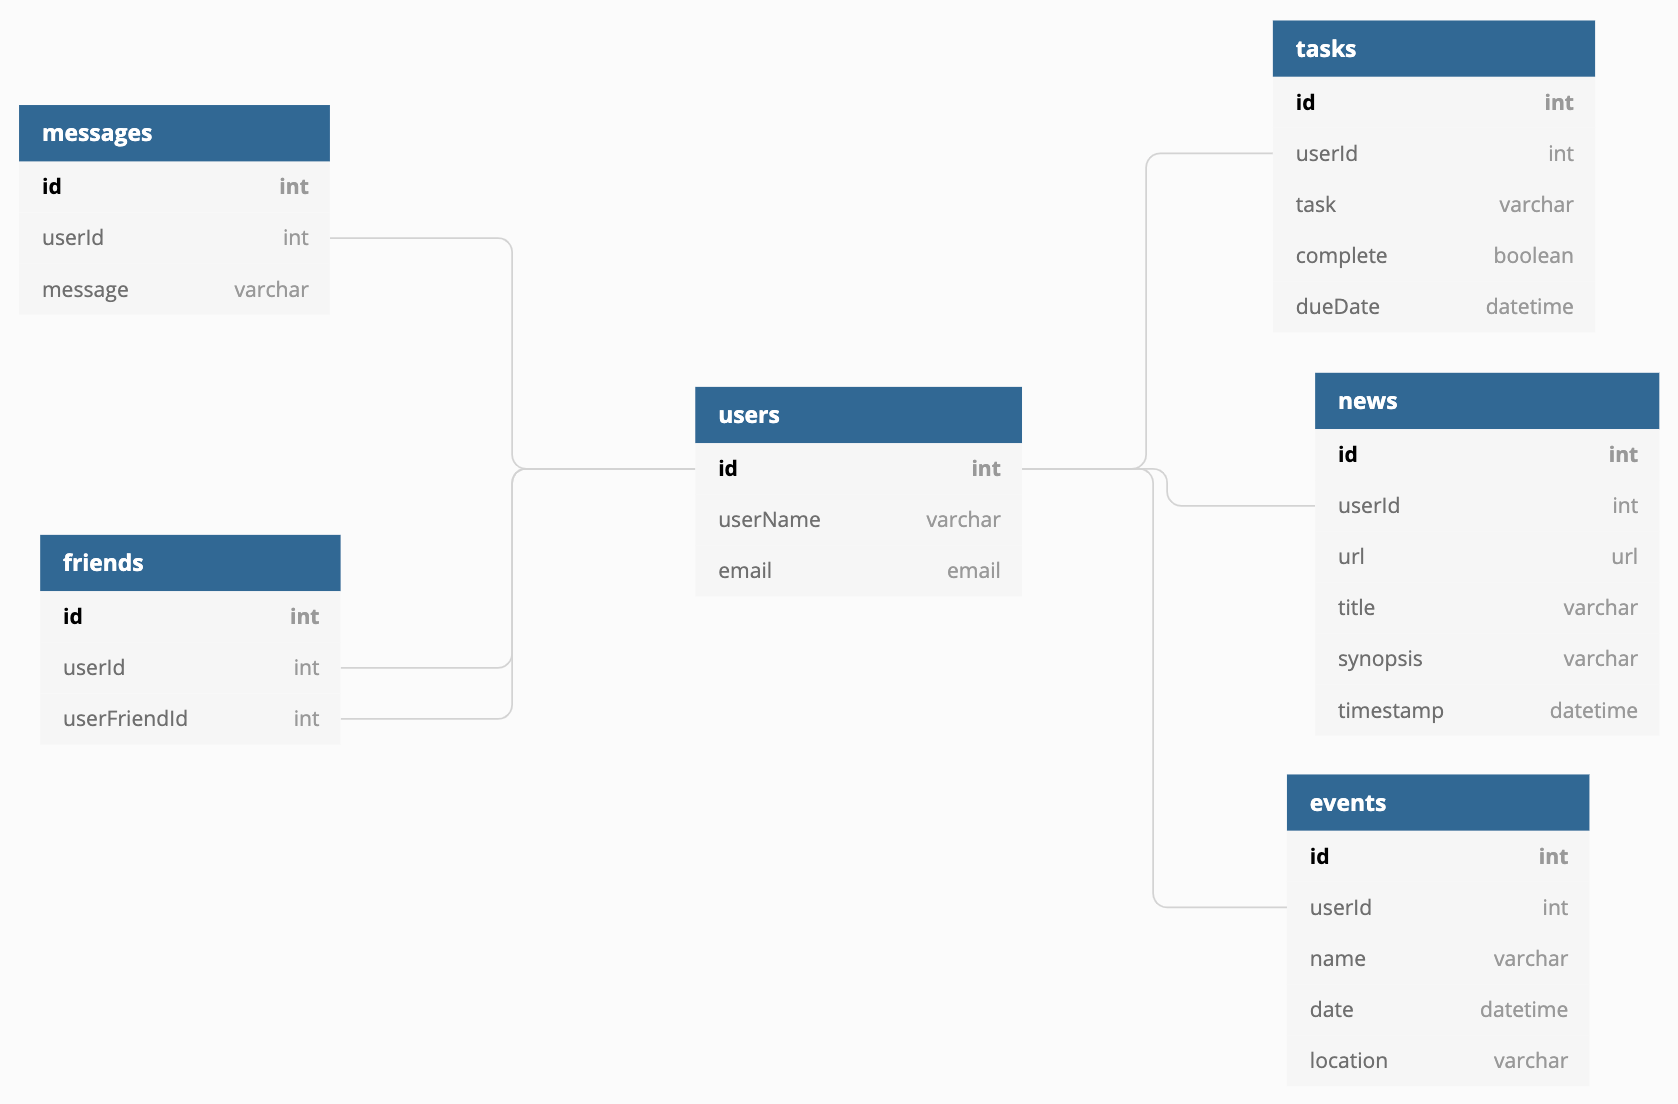 messages
id int
userId int
message varchar
friends
id int
userId int
userFriendId int
users
id int
userName varchar
email email
tasks
id int
userId int
task varchar
complete boolean
dueDate datetime
news
id int
userId int
url url
title varchar
synopsis varchar
timestamp datetime
events
id int
userId int
name varchar
date datetime
location varchar